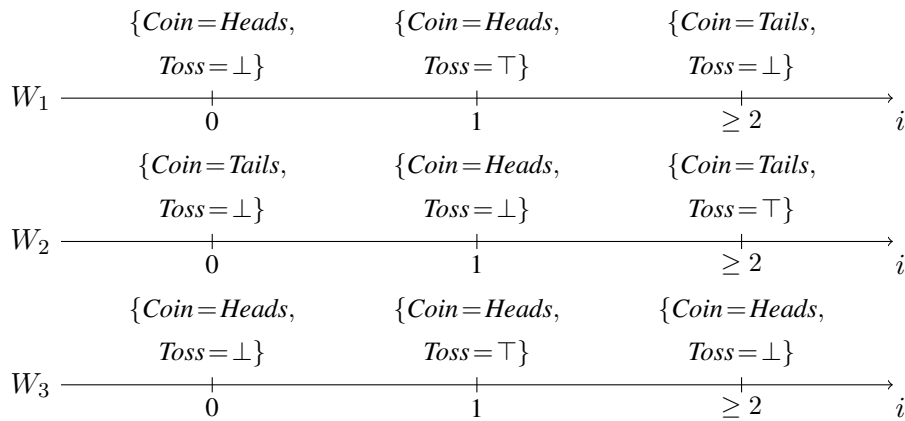 {Coin=Heads, {Coin=Heads, {Coin=Tails,
Toss=⊥} Toss=⊤} Toss=⊥}
W₁
0 1 ≥ 2 i
{Coin=Tails, {Coin=Heads, {Coin=Tails,
Toss=⊥} Toss=⊥} Toss=⊤}
W₂
0 1 ≥ 2 i
{Coin=Heads, {Coin=Heads, {Coin=Heads,
Toss=⊥} Toss=⊤} Toss=⊥}
W₃
0 1 ≥ 2 i